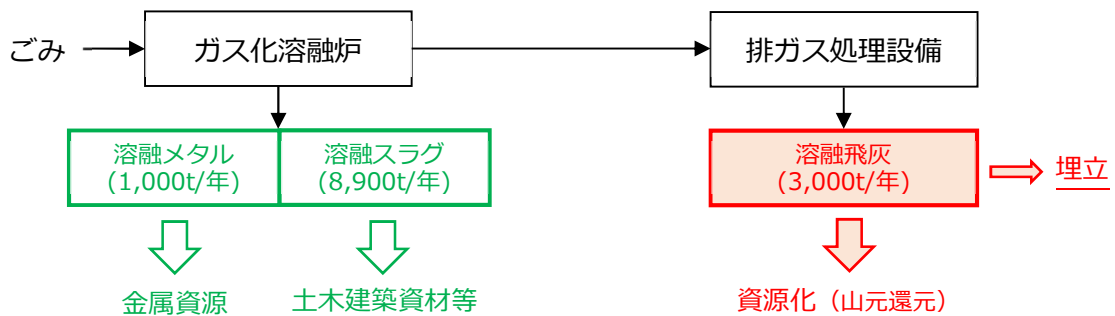 ごみ
ガス化溶融炉
排ガス処理設備
溶融メタル
(1,000t/年)
溶融スラグ
(8,900t/年)
溶融飛灰
(3,000t/年)
埋立
金属資源
土木建築資材等
資源化（山元還元）